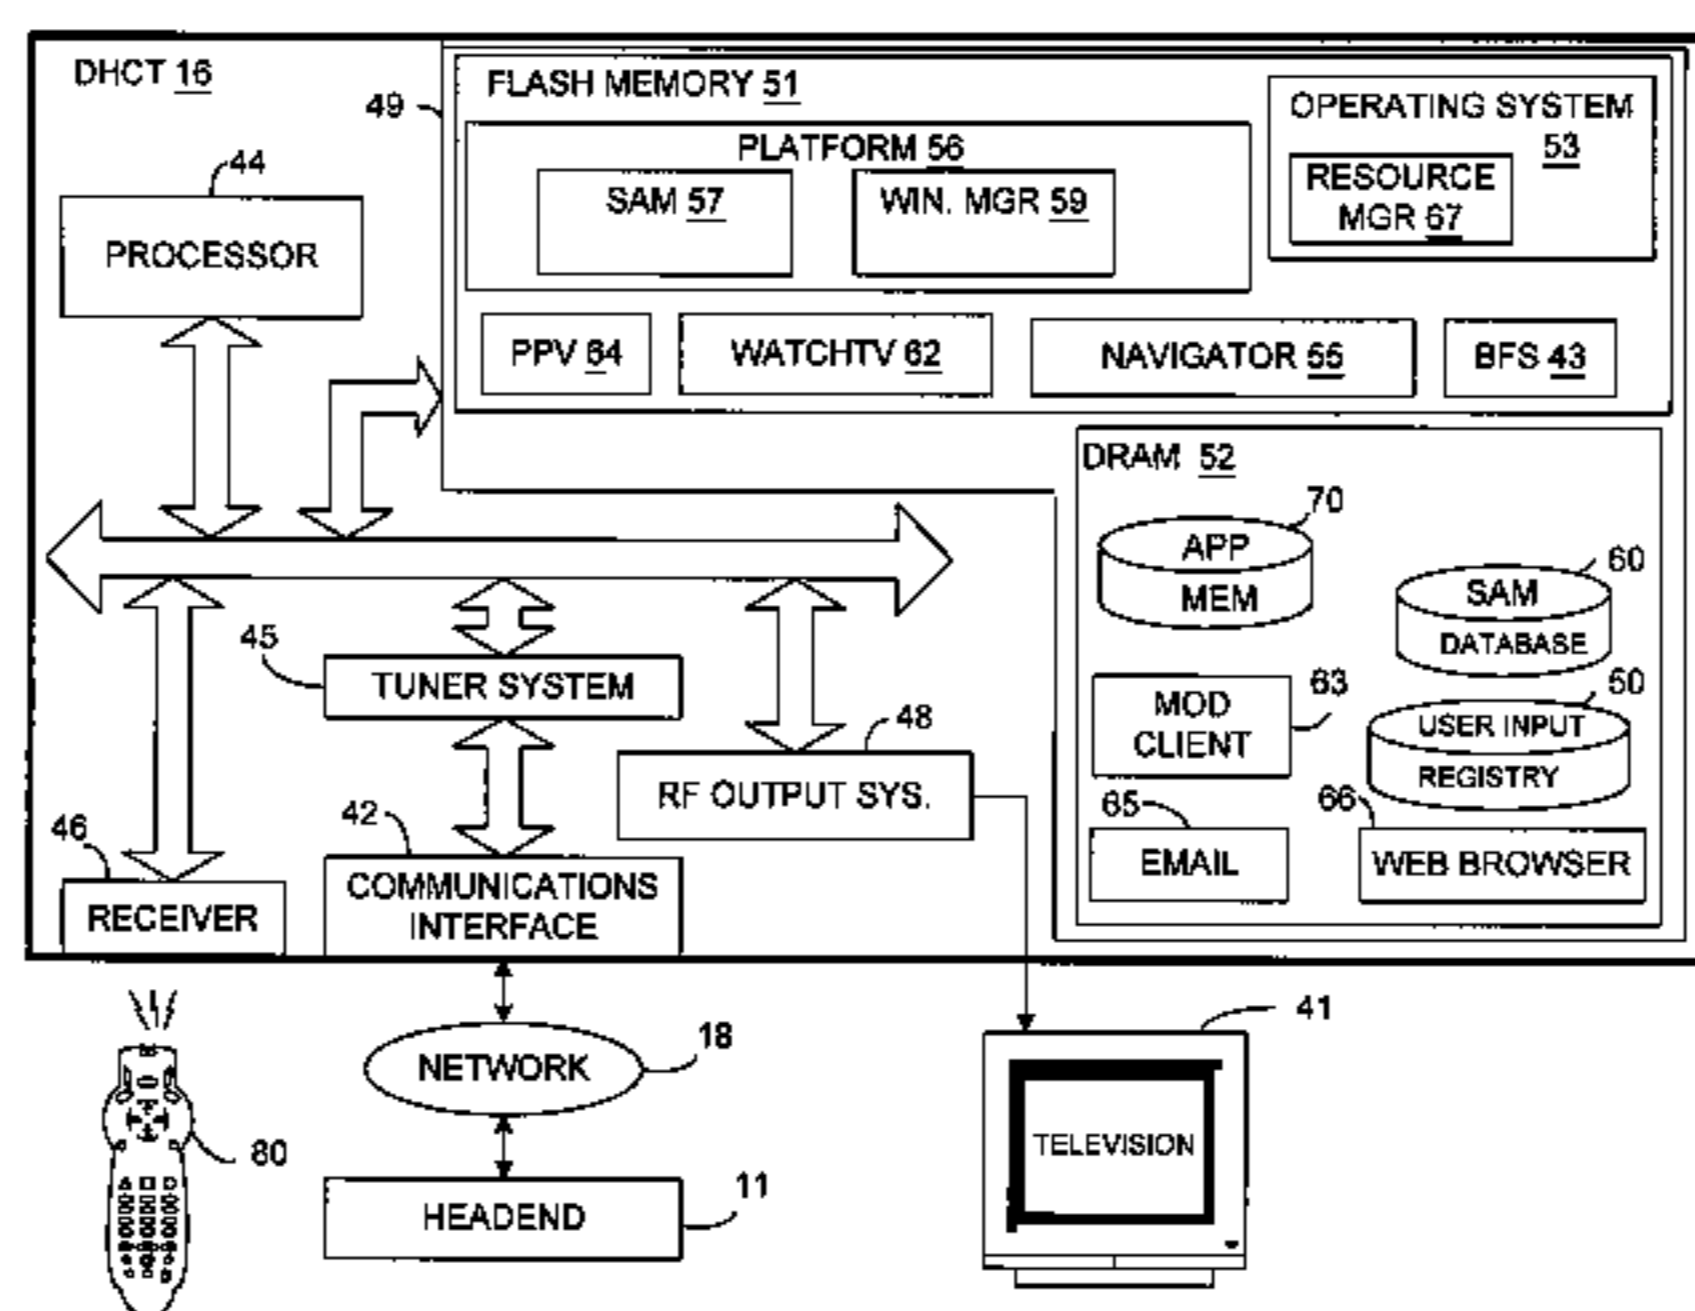 DHCT 16
49
FLASH MEMORY 51
OPERATING SYSTEM
53
RESOURCE
MGR 67
PLATFORM 56
SAM 57
WIN. MGR 59
44
PROCESSOR
PPV 64
WATCHTV 62
NAVIGATOR 55
BFS 43
DRAM 52
70
APP
MEM
60
SAM
DATABASE
45
TUNER SYSTEM
63
MOD
CLIENT
50
USER INPUT
REGISTRY
48
RF OUTPUT SYS.
65
EMAIL
66
WEB BROWSER
46
RECEIVER
42
COMMUNICATIONS
INTERFACE
80
NETWORK
18
HEADEND
11
41
TELEVISION